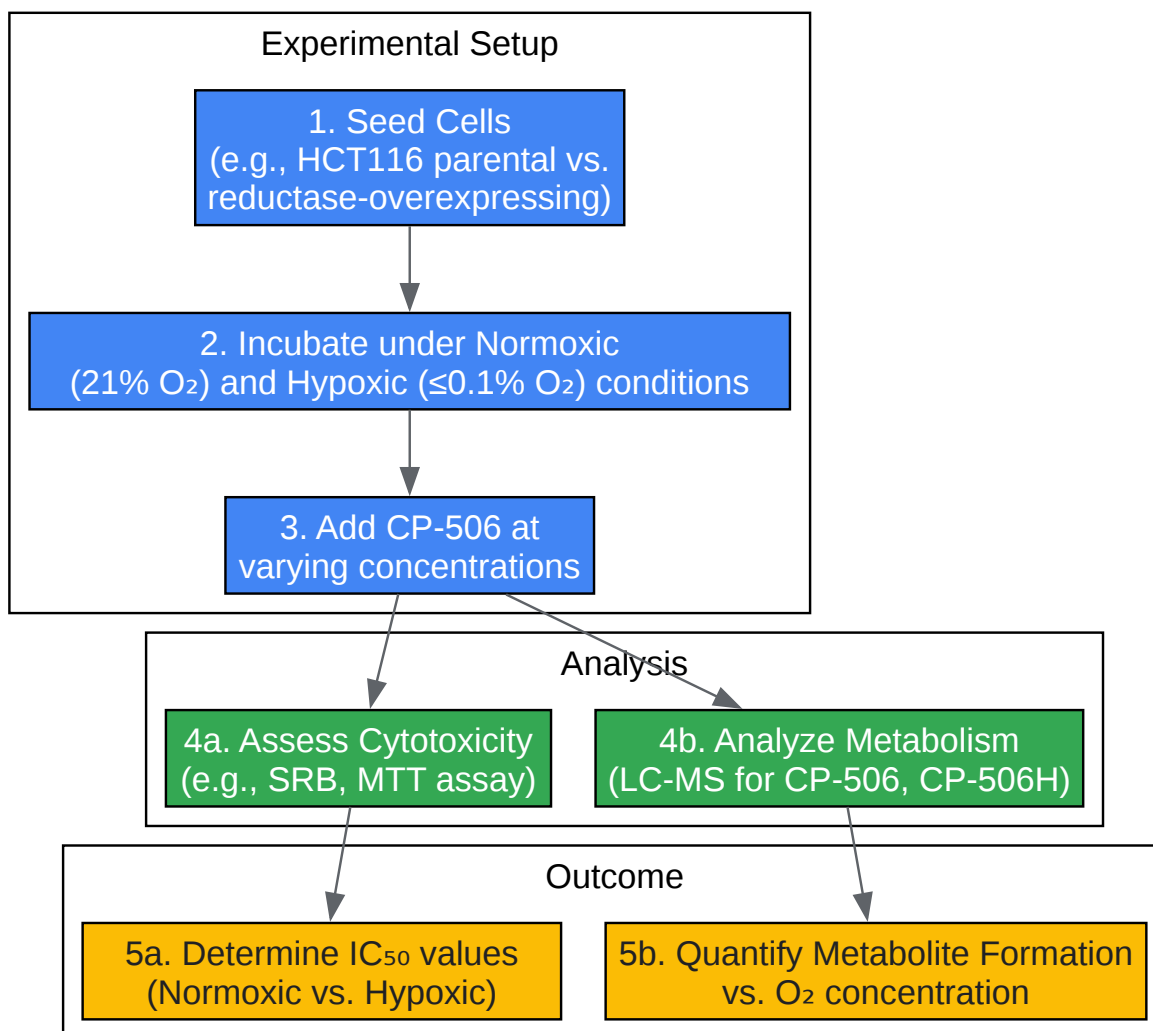 Experimental Setup
1. Seed Cells
(e.g., HCT116 parental vs.
reductase-overexpressing)
2. Incubate under Normoxic
(21% O₂) and Hypoxic (≤0.1% O₂) conditions
3. Add CP-506 at
varying concentrations
Analysis
4a. Assess Cytotoxicity
(e.g., SRB, MTT assay)
4b. Analyze Metabolism
(LC-MS for CP-506, CP-506H)
Outcome
5a. Determine IC₅₀ values
(Normoxic vs. Hypoxic)
5b. Quantify Metabolite Formation
vs. O₂ concentration